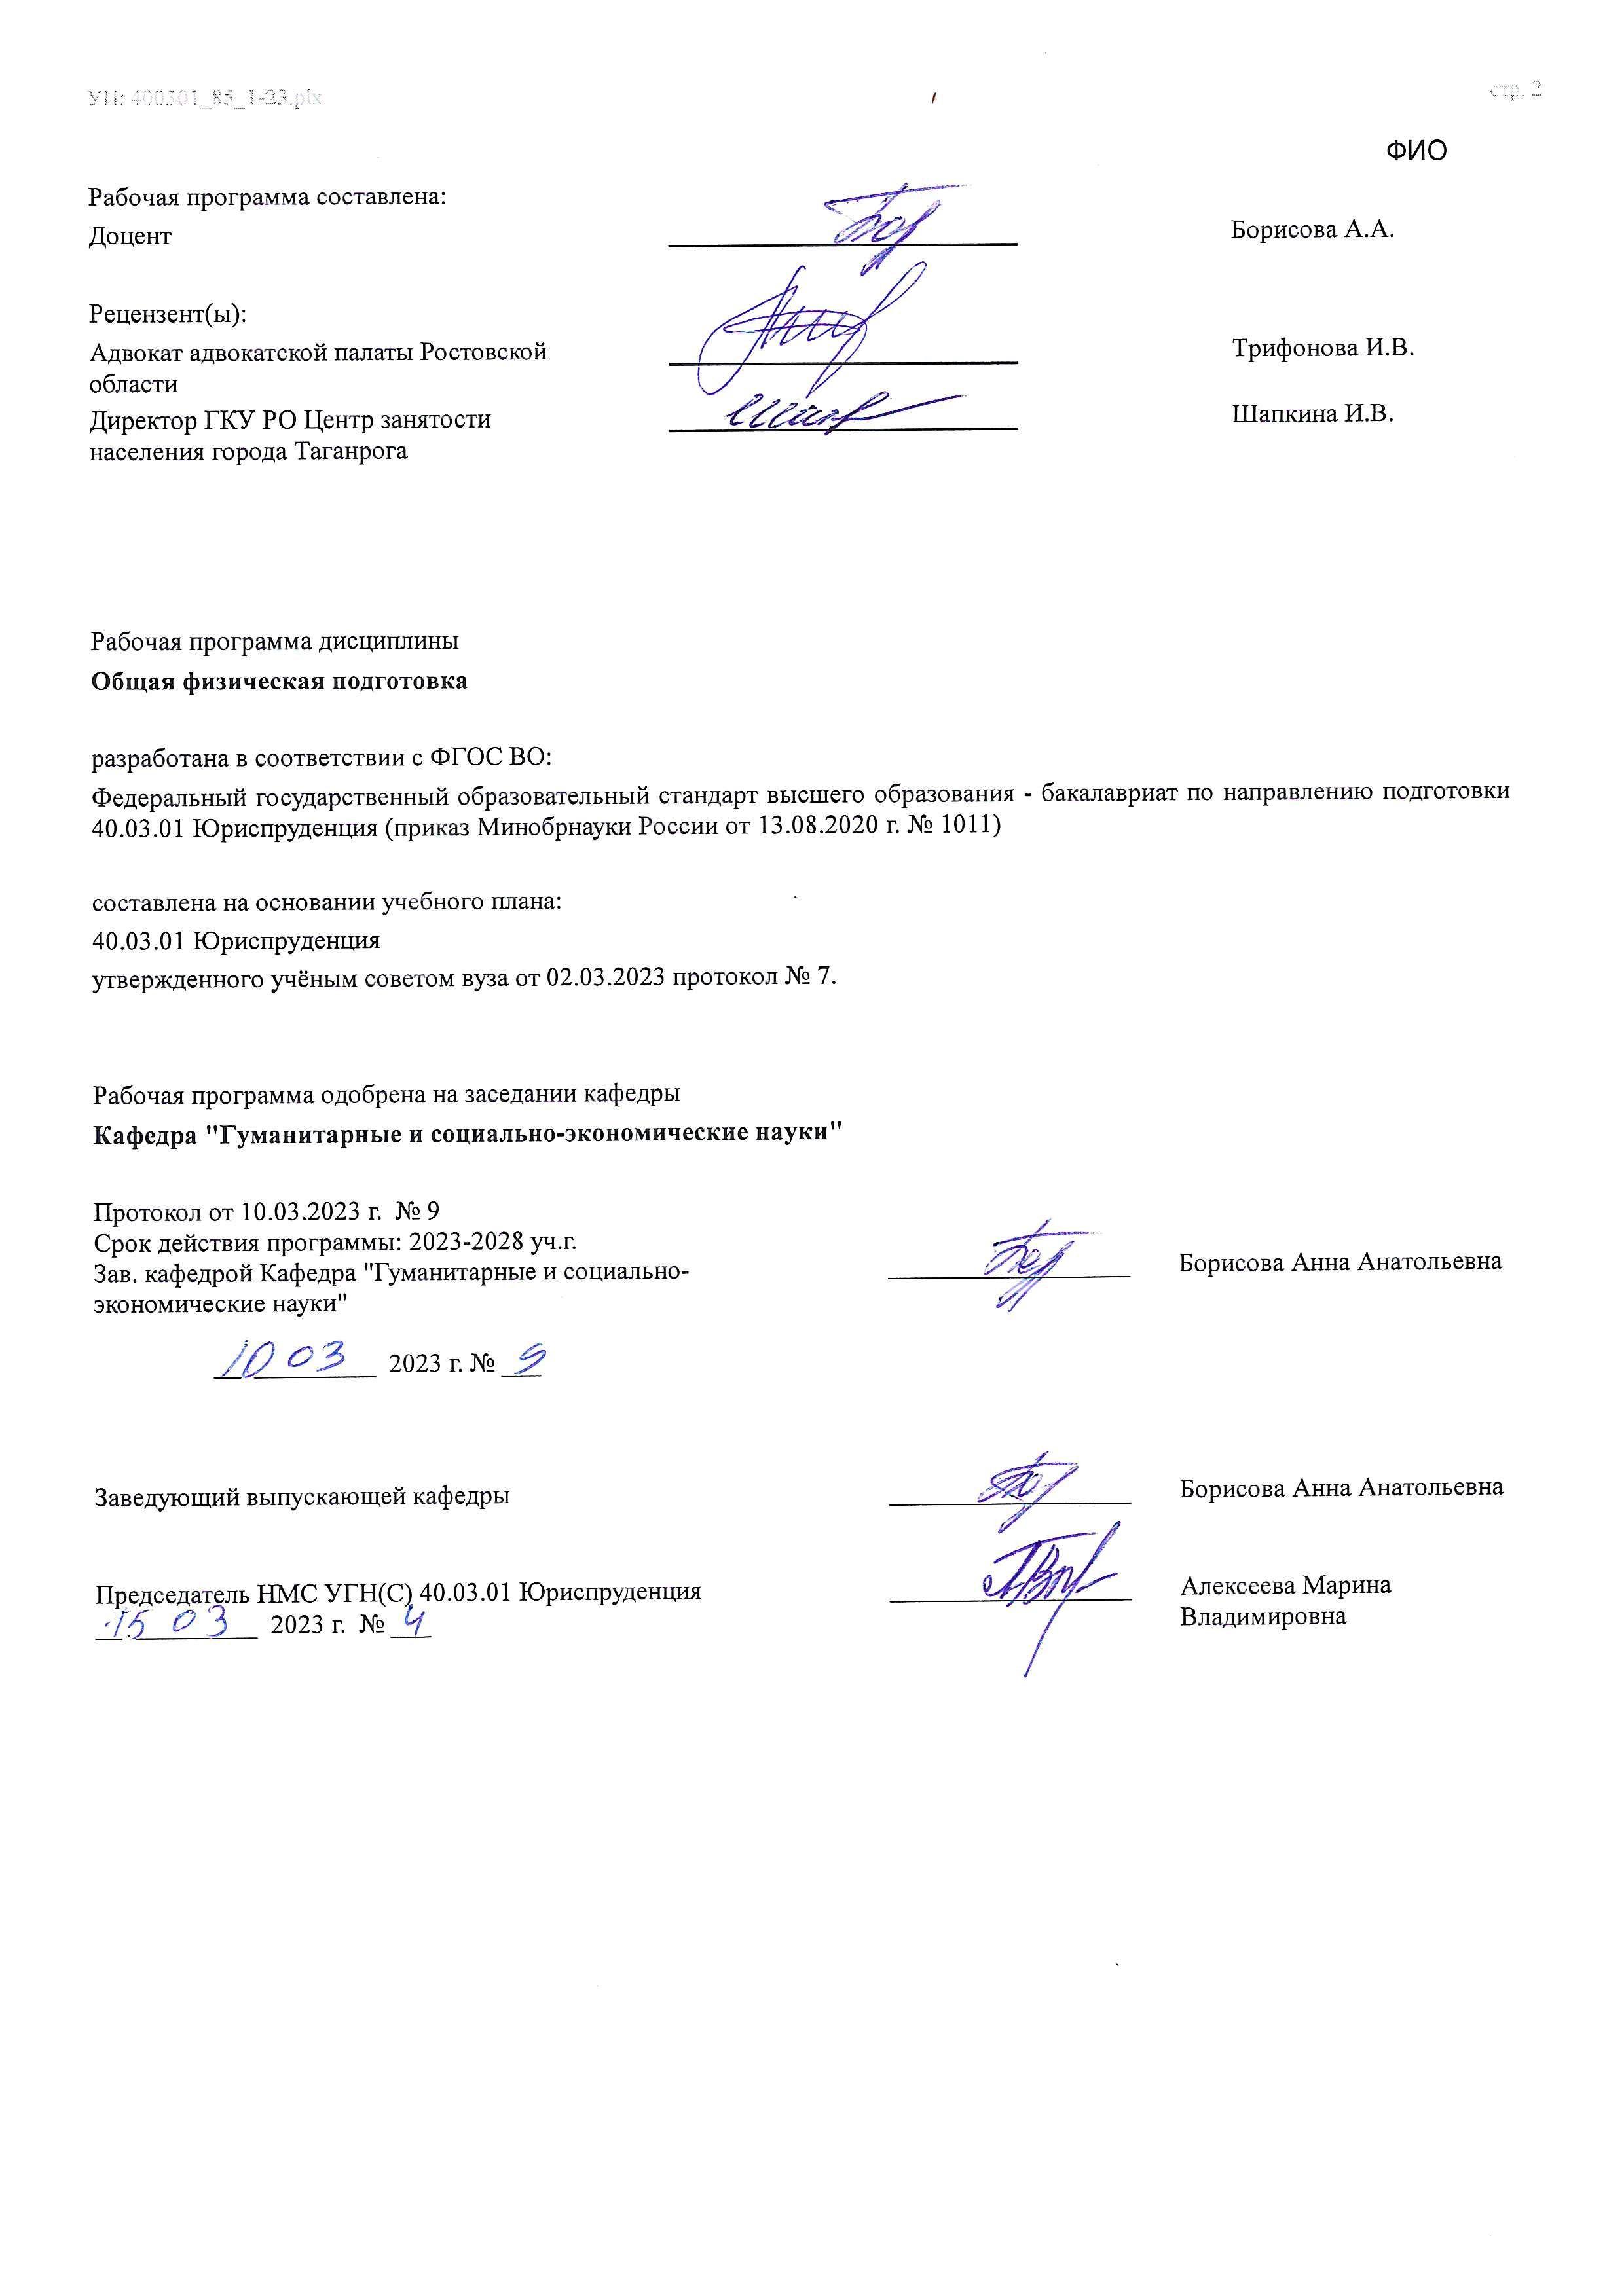 УП: 400301_85_1-23.plx
стр. 2
ФИО
Рабочая программа составлена:
Доцент
Борисова А.А.
Рецензент(ы):
Адвокат адвокатской палаты Ростовской
области
Трифонова И.В.
Директор ГКУ РО Центр занятости
населения города Таганрога
Шапкина И.В.
Рабочая программа дисциплины
Общая физическая подготовка
разработана в соответствии с ФГОС ВО:
Федеральный государственный образовательный стандарт высшего образования - бакалавриат по направлению подготовки
40.03.01 Юриспруденция (приказ Минобрнауки России от 13.08.2020 г. № 1011)
составлена на основании учебного плана:
40.03.01 Юриспруденция
утвержденного учёным советом вуза от 02.03.2023 протокол № 7.
Рабочая программа одобрена на заседании кафедры
Кафедра "Гуманитарные и социально-экономические науки"
Протокол от 10.03.2023 г. № 9
Срок действия программы: 2023-2028 уч.г.
Зав. кафедрой Кафедра "Гуманитарные и социально-
экономические науки"
Борисова Анна Анатольевна
10 03 2023 г. № 9
Заведующий выпускающей кафедры
Борисова Анна Анатольевна
Председатель НМС УГН(С) 40.03.01 Юриспруденция
Алексеева Марина
Владимировна
15 03 2023 г. № 4